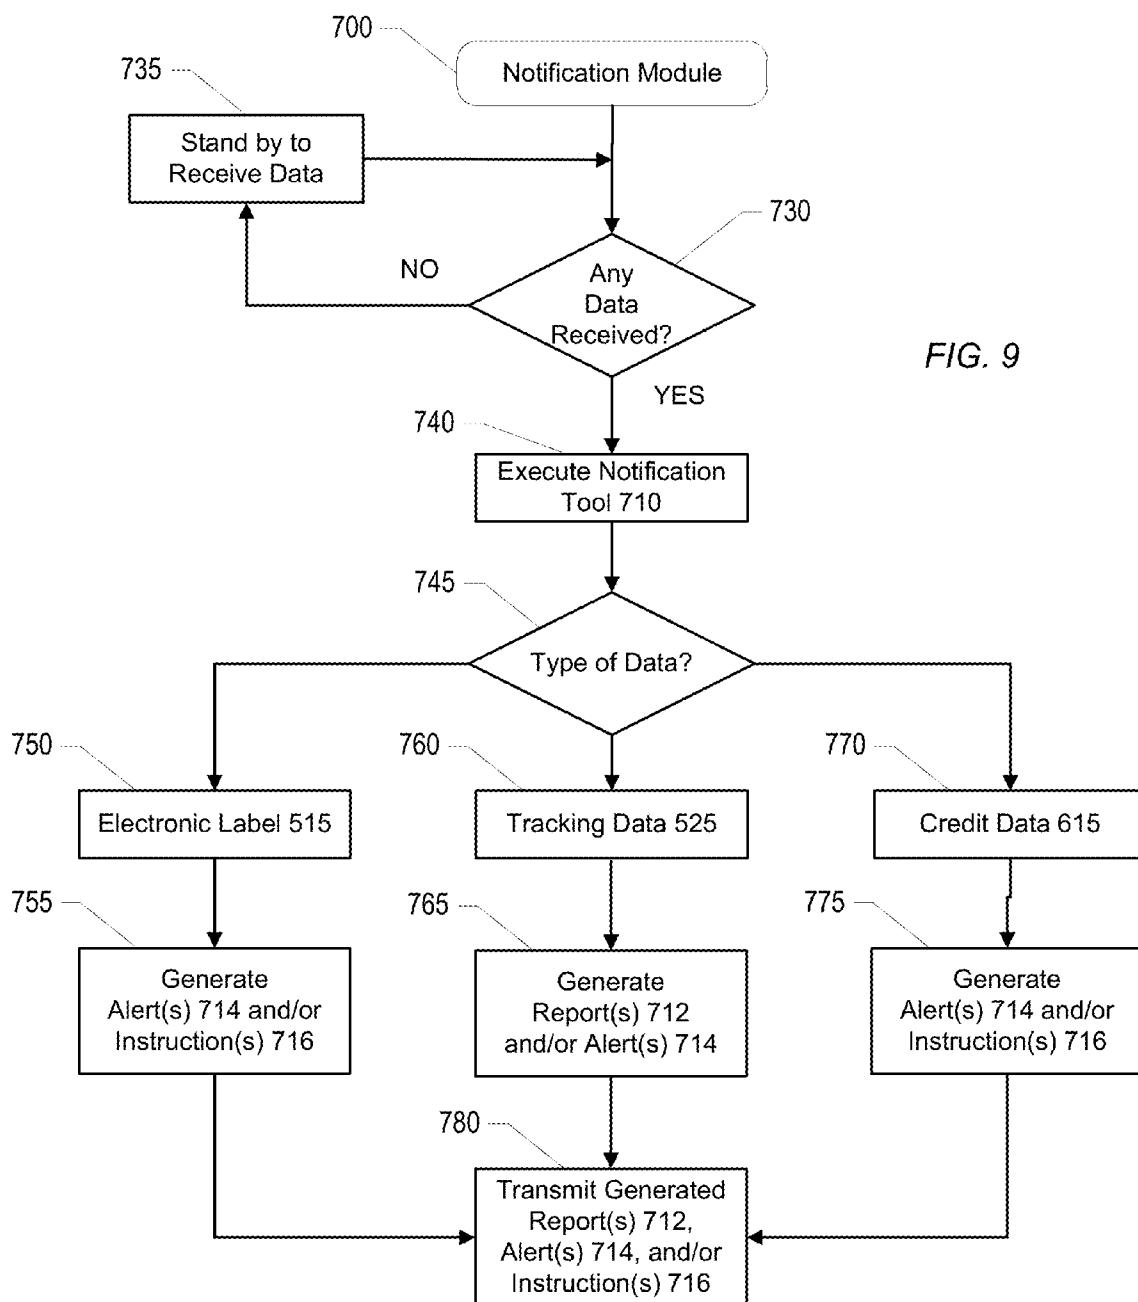 700
Notification Module
735
Stand by to
Receive Data
730
NO
Any
Data
Received?
FIG. 9
YES
740
Execute Notification
Tool 710
745
Type of Data?
750
760
770
Electronic Label 515
Tracking Data 525
Credit Data 615
755
765
775
Generate
Alert(s) 714 and/or
Instruction(s) 716
Generate
Report(s) 712
and/or Alert(s) 714
Generate
Alert(s) 714 and/or
Instruction(s) 716
780
Transmit Generated
Report(s) 712,
Alert(s) 714, and/or
Instruction(s) 716